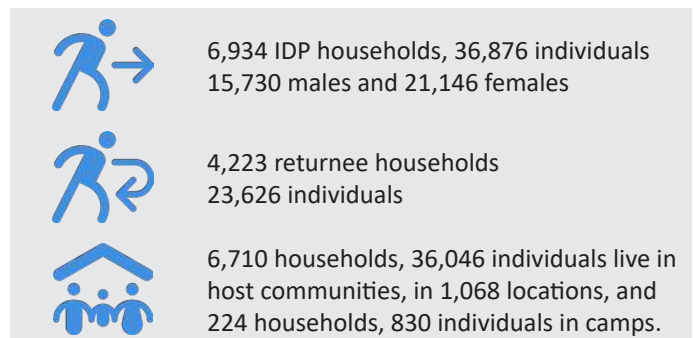 6,934 IDP households, 36,876 individuals
15,730 males and 21,146 females
4,223 returnee households
23,626 individuals
6,710 households, 36,046 individuals live in
host communities, in 1,068 locations, and
224 households, 830 individuals in camps.